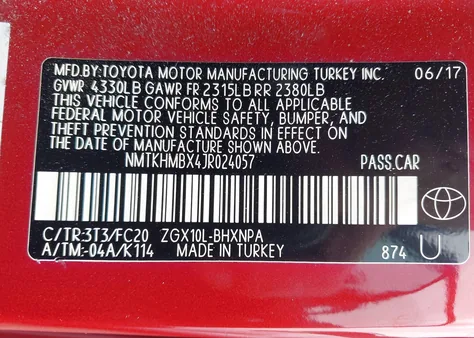 MFD.BY:TOYOTA MOTOR MANUFACTURING TURKEY INC. 06/17
GVWR 4330LB GAWR FR 2315LB RR 2380LB
THIS VEHICLE CONFORMS TO ALL APPLICABLE
FEDERAL MOTOR VEHICLE SAFETY, BUMPER, AND
THEFT PREVENTION STANDARDS IN EFFECT ON
THE DATE OF MANUFACTURE SHOWN ABOVE.
NMTKHMBX4JR024057 PASS.CAR
C/TR:3T3/FC20 ZGX10L-BHXNPA
A/TM:-04A/K114 MADE IN TURKEY 874 U